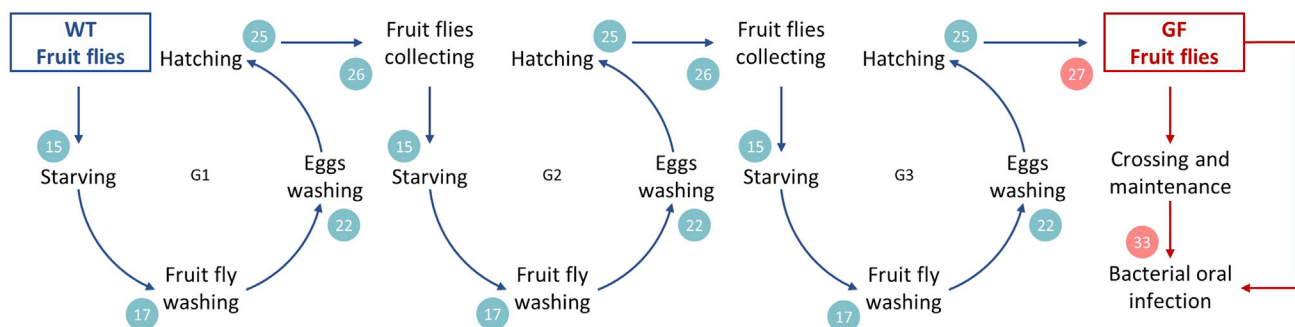 WT
Fruit flies
15
Starving
17
Fruit fly
washing
22
Eggs
washing
G1
Hatching
25
26
Fruit flies
collecting
15
Starving
17
Fruit fly
washing
22
Eggs
washing
G2
Hatching
25
26
Fruit flies
collecting
15
Starving
17
Fruit fly
washing
22
Eggs
washing
G3
Hatching
25
27
GF
Fruit flies
Crossing and
maintenance
33
Bacterial oral
infection